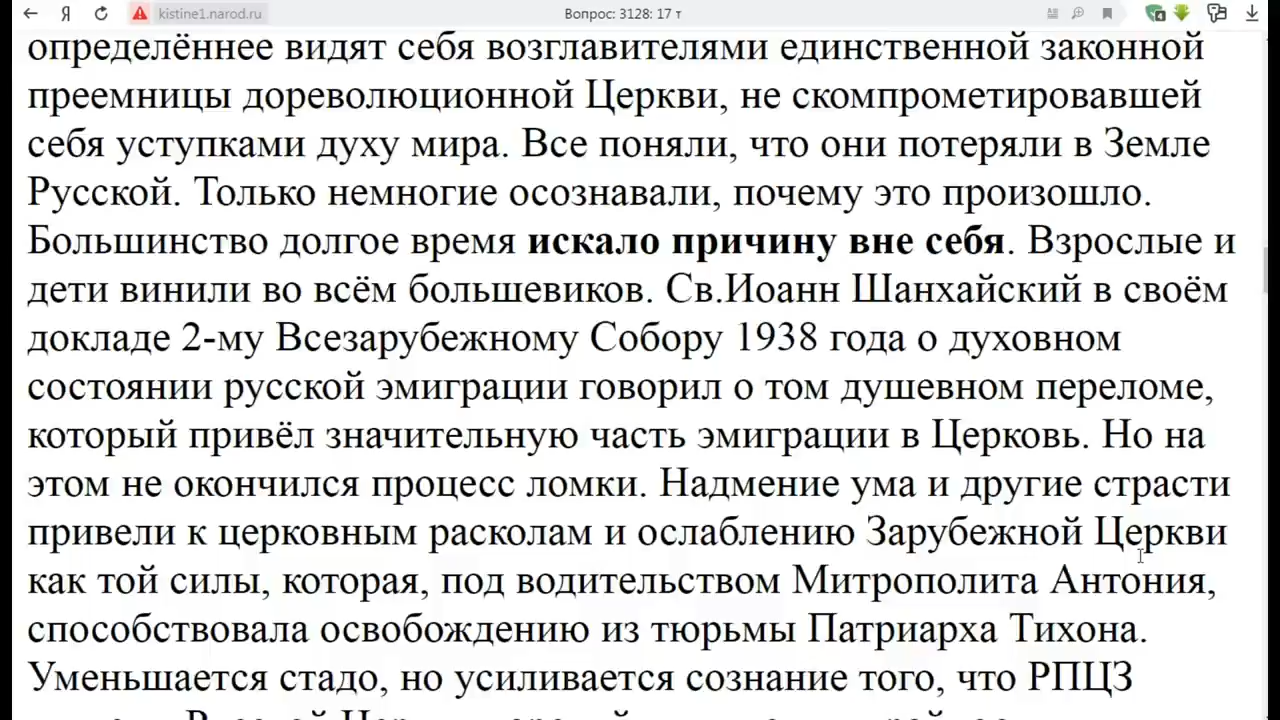 Я kistine1.narod.ru Вопрос: 3128: 17 т
определённее видят себя возглавителями единственной законной
преемницы дореволюционной Церкви, не скомпрометировавшей
себя уступками духу мира. Все поняли, что они потеряли в Земле
Русской. Только немногие осознавали, почему это произошло.
Большинство долгое время искало причину вне себя. Взрослые и
дети винили во всём большевиков. Св.Иоанн Шанхайский в своём
докладе 2-му Всезарубежному Собору 1938 года о духовном
состоянии русской эмиграции говорил о том душевном переломе,
который привёл значительную часть эмиграции в Церковь. Но на
этом не окончился процесс ломки. Надмение ума и другие страсти
привели к церковным расколам и ослаблению Зарубежной Церкви
как той силы, которая, под водительством Митрополита Антония,
способствовала освобождению из тюрьмы Патриарха Тихона.
Уменьшается стадо, но усиливается сознание того, что РПЦЗ